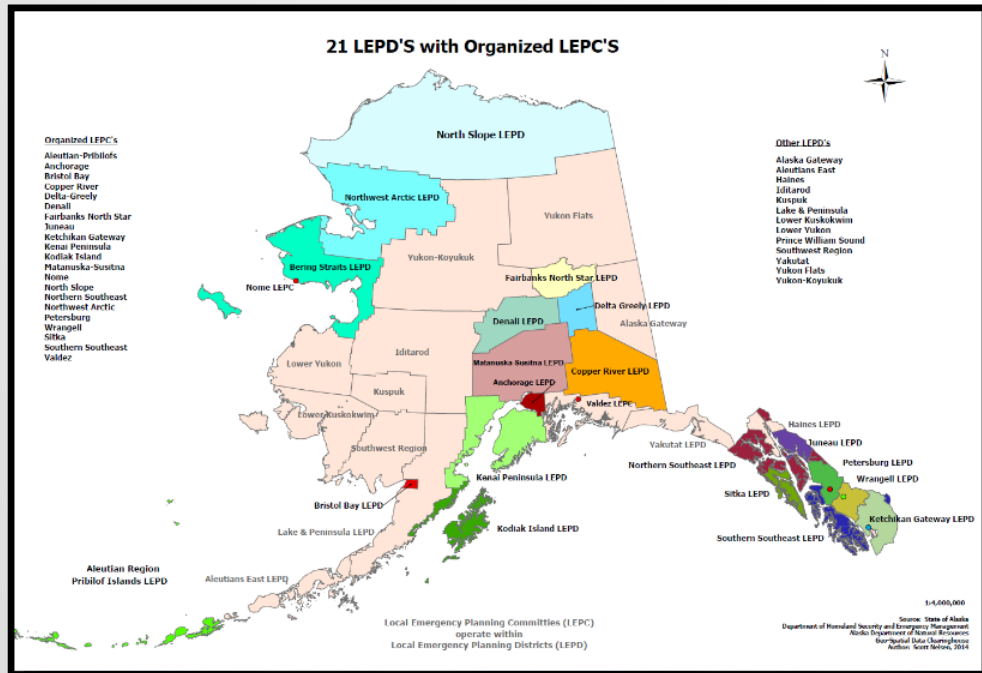 21 LEPD'S with Organized LEPC'S
N
Organized LEPC's
Aleutian-Pribilofs
Anchorage
Bristol Bay
Copper River
Delta-Greely
Denali
Fairbanks North Star
Juneau
Ketchikan Gateway
Kenai Peninsula
Kodiak Island
Matanuska-Susitna
Nome
North Slope
Northern Southeast
Northwest Arctic
Petersburg
Wrangell
Sitka
Southern Southeast
Valdez
Other LEPD's
Alaska Gateway
Aleutians East
Haines
Iditarod
Kuspuk
Lake & Peninsula
Lower Kuskokwim
Lower Yukon
Prince William Sound
Southwest Region
Yakutat
Yukon Flats
Yukon-Koyukuk
North Slope LEPD
Northwest Arctic LEPD
Yukon Flats
Yukon-Koyukuk
Bering Straits LEPD
Nome LEPC
Fairbanks North Star LEPD
Delta Greely LEPD
Denali LEPD
Alaska Gateway
Iditarod
Lower Yukon
Matanuska-Susitna LEPD
Copper River LEPD
Anchorage LEPD
Kuspuk
Valdez LEPC
Lower Kuskokwim
Haines LEPD
Yakutat LEPD
Juneau LEPD
Southwest Region
Northern Southeast LEPD
Petersburg LEPD
Wrangell LEPD
Kenai Peninsula LEPD
Sitka LEPD
Bristol Bay LEPD
Ketchikan Gateway LEPD
Kodiak Island LEPD
Lake & Peninsula LEPD
Southern Southeast LEPD
Aleutian Region
Pribilof Islands LEPD
Aleutians East LEPD
1:4,000,000
Local Emergency Planning Committies (LEPC)
operate within
Local Emergency Planning Districts (LEPD)
Source: State of Alaska
Department of Homeland Security and Emergency Management
Alaska Department of Natural Resources
Geo-Spatial Data Clearinghouse
Author: Scott Nelsen, 2014